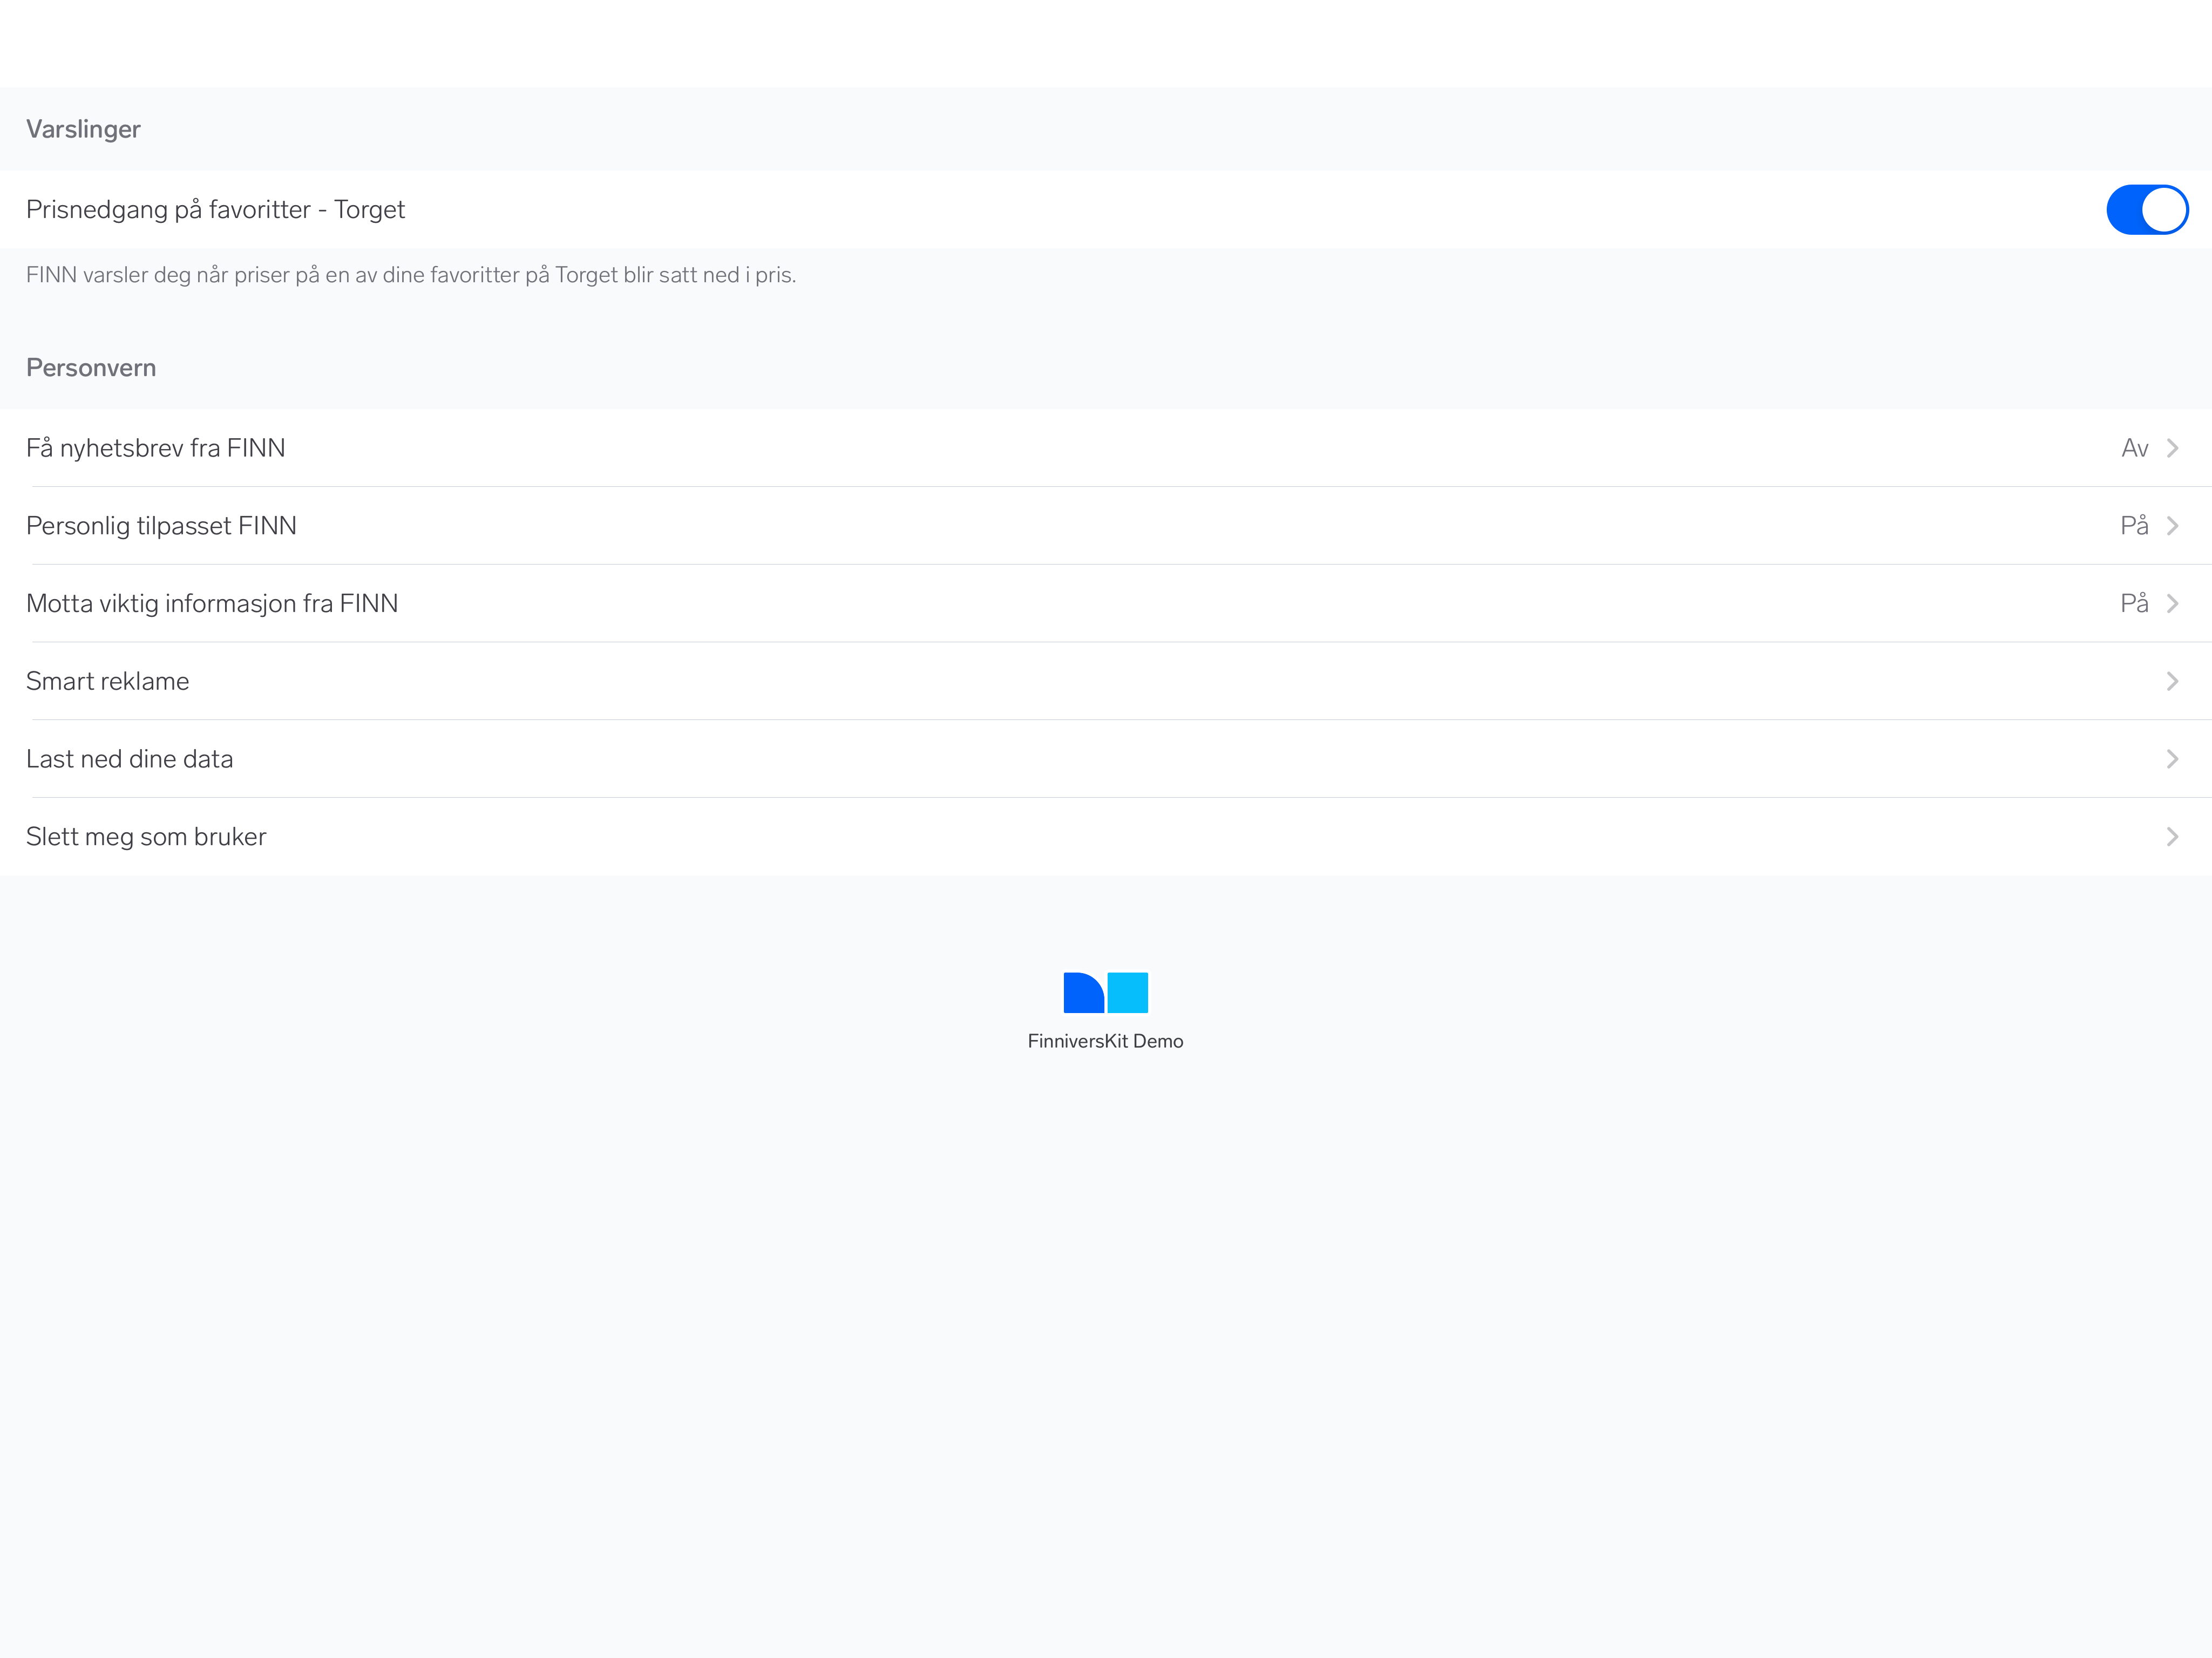 Varslinger
Prisnedgang på favoritter - Torget
FINN varsler deg når priser på en av dine favoritter på Torget blir satt ned i pris.
Personvern
Få nyhetsbrev fra FINN Av
Personlig tilpasset FINN På
Motta viktig informasjon fra FINN På
Smart reklame
Last ned dine data
Slett meg som bruker
FinniversKit Demo